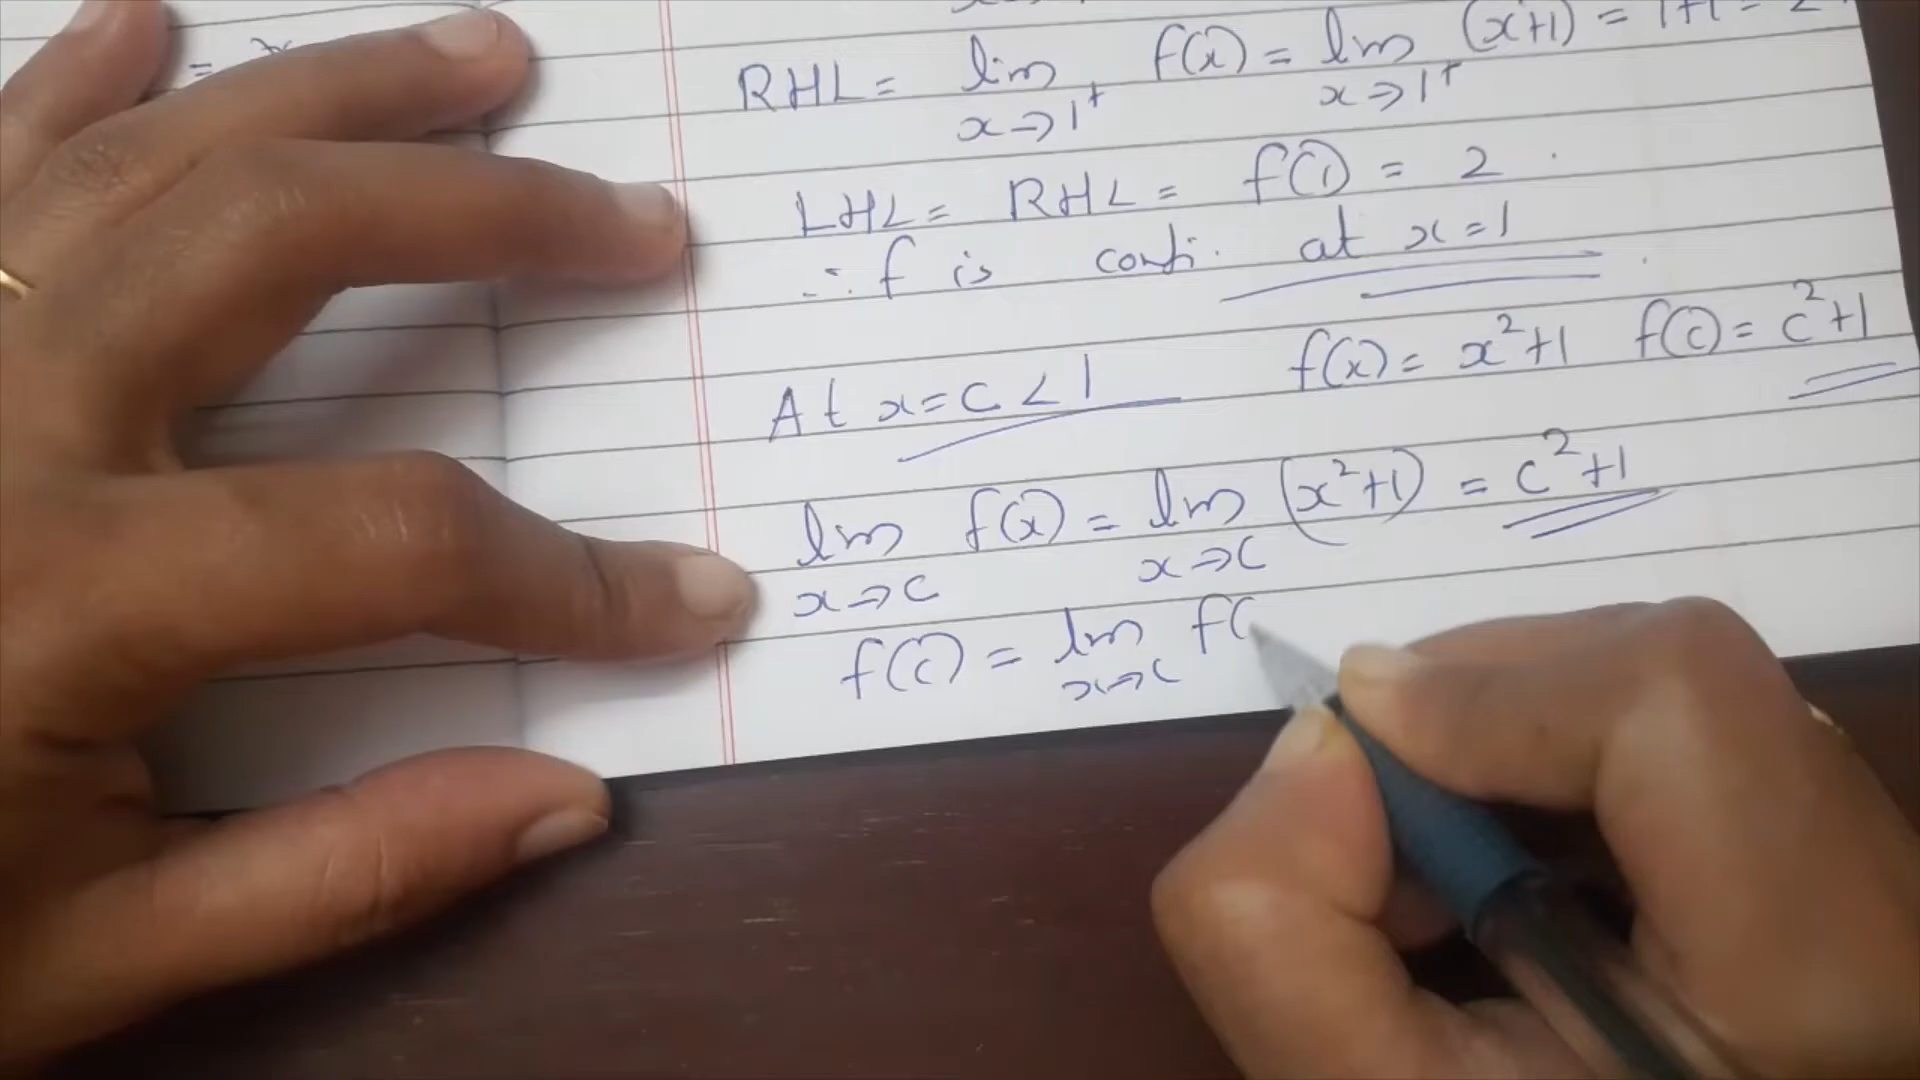 RHL = lim x→1⁺ f(x) = lim x→1⁺ (x+1) = 1+1 = 2
LHL = RHL = f(1) = 2 .
∴ f is conti. at x=1
At x=c<1 f(x) = x²+1 f(c) = c²+1
lim x→c f(x) = lim x→c (x²+1) = c²+1
f(c) = lim x→c f(